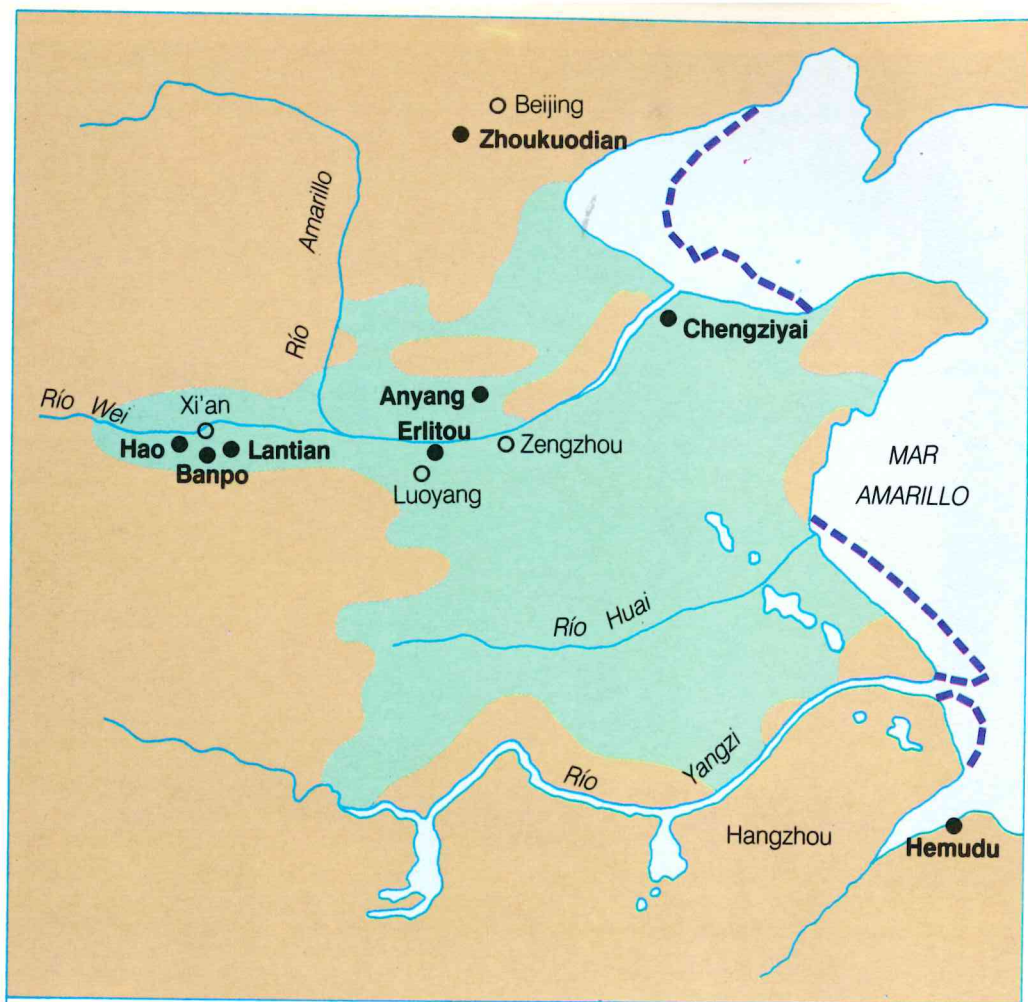 Beijing
Zhoukuodian
Río Amarillo
Chengziyai
Anyang
Río Wei
Xi'an
Erlitou
Zengzhou
Hao
Lantian
Banpo
Luoyang
MAR
AMARILLO
Río Huai
Río Yangzi
Hangzhou
Hemudu